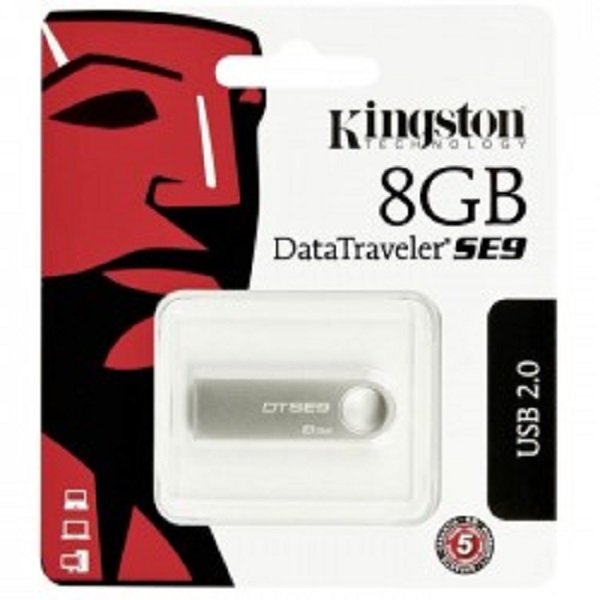 Kingston
TECHNOLOGY
8GB
DataTraveler® SE9
USB 2.0
DTSE9
8GB
5